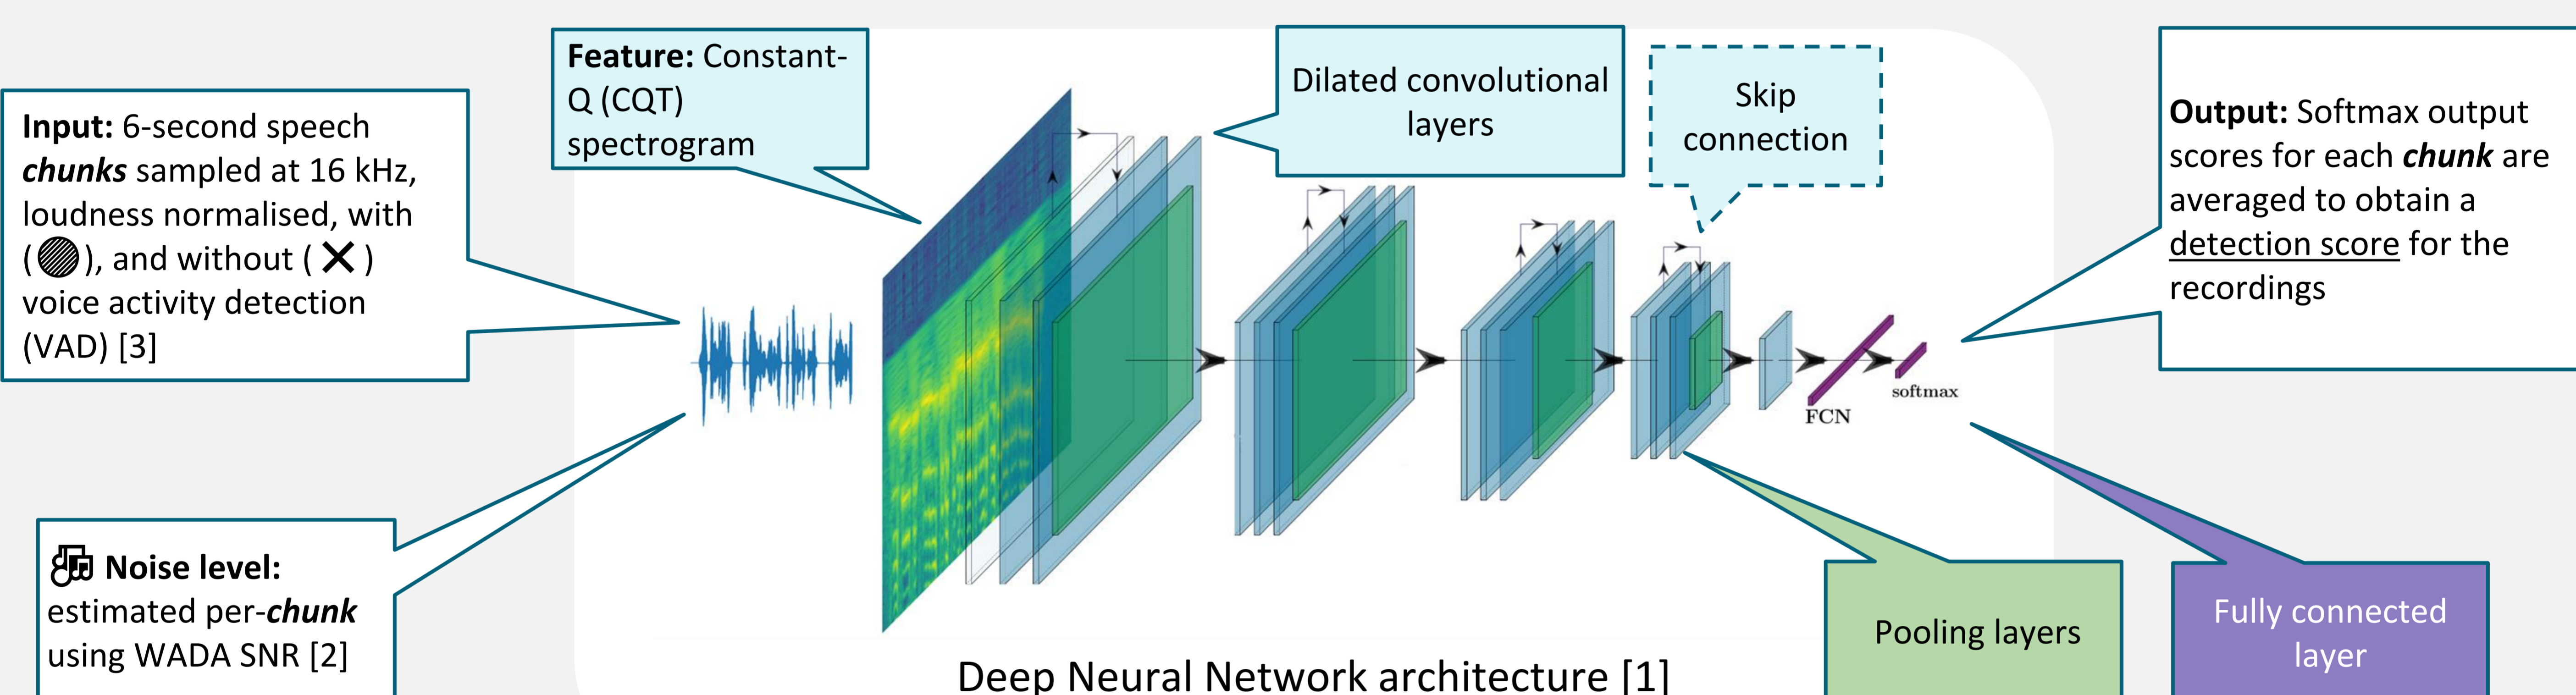 Input: 6-second speech
chunks sampled at 16 kHz,
loudness normalised, with
( ), and without ( ✕ )
voice activity detection
(VAD) [3]
Feature: Constant-
Q (CQT)
spectrogram
Dilated convolutional
layers
Skip
connection
Output: Softmax output
scores for each chunk are
averaged to obtain a
detection score for the
recordings
FCN
softmax
Noise level:
estimated per-chunk
using WADA SNR [2]
Deep Neural Network architecture [1]
Pooling layers
Fully connected
layer